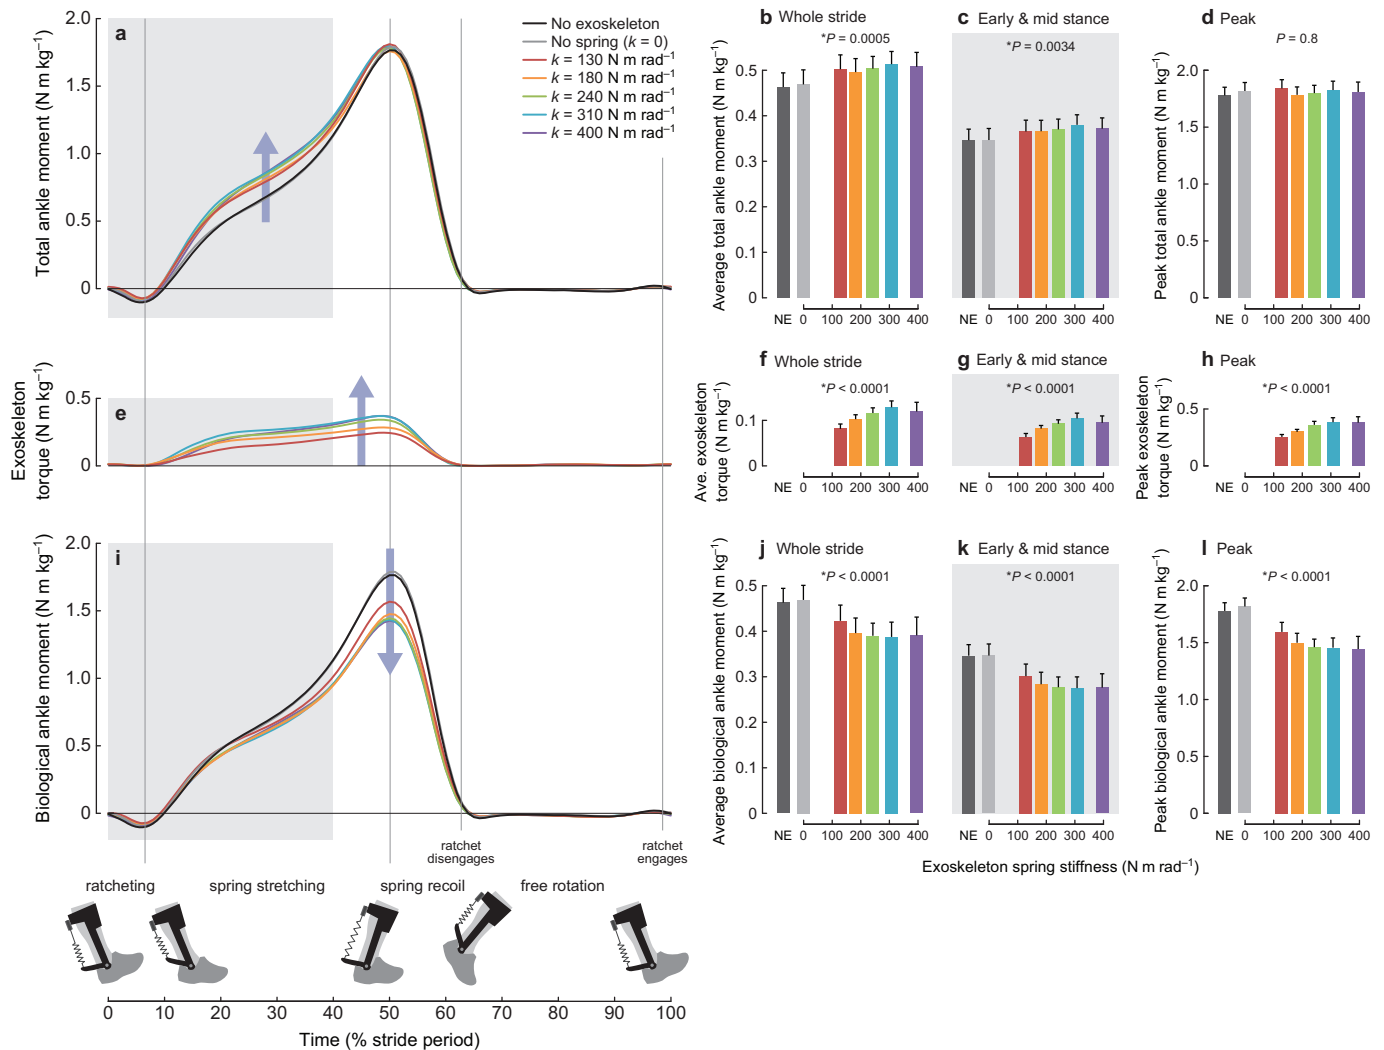 a
No exoskeleton
No spring (k = 0)
k = 130 N m rad⁻¹
k = 180 N m rad⁻¹
k = 240 N m rad⁻¹
k = 310 N m rad⁻¹
k = 400 N m rad⁻¹
Total ankle moment (N m kg⁻¹)
2.0
1.5
1.0
0.5
0
b Whole stride
*P = 0.0005
Average total ankle moment (N m kg⁻¹)
0.5
0.4
0.3
0.2
0.1
0
NE 0 100 200 300 400
c Early & mid stance
*P = 0.0034
NE 0 100 200 300 400
d Peak
P = 0.8
Peak total ankle moment (N m kg⁻¹)
2.0
1.5
1.0
0.5
0
NE 0 100 200 300 400
e
Exoskeleton
torque (N m kg⁻¹)
0.5
0
f Whole stride
*P < 0.0001
Ave. exoskeleton
torque (N m kg⁻¹)
0.1
0
NE 0 100 200 300 400
g Early & mid stance
*P < 0.0001
NE 0 100 200 300 400
h Peak
*P < 0.0001
Peak exoskeleton
torque (N m kg⁻¹)
0.5
0
NE 0 100 200 300 400
i
Biological ankle moment (N m kg⁻¹)
2.0
1.5
1.0
0.5
0
ratchet
disengages
ratchet
engages
j Whole stride
*P < 0.0001
Average biological ankle moment (N m kg⁻¹)
0.5
0.4
0.3
0.2
0.1
0
NE 0 100 200 300 400
k Early & mid stance
*P < 0.0001
NE 0 100 200 300 400
l Peak
*P < 0.0001
Peak biological ankle moment (N m kg⁻¹)
2.0
1.5
1.0
0.5
0
NE 0 100 200 300 400
Exoskeleton spring stiffness (N m rad⁻¹)
ratcheting spring stretching spring recoil free rotation
0 10 20 30 40 50 60 70 80 90 100
Time (% stride period)